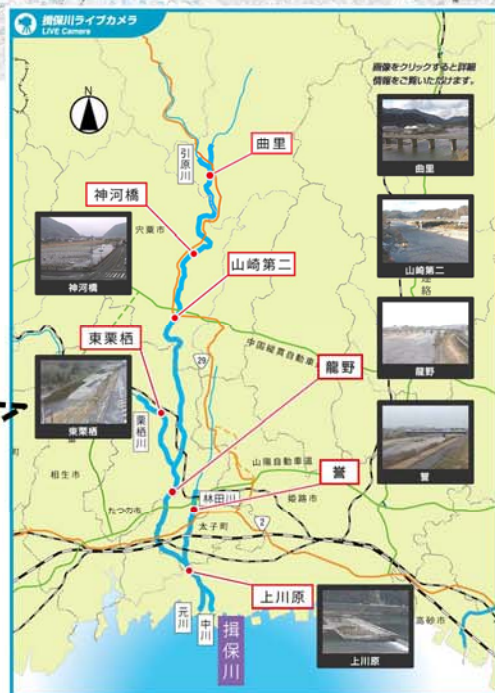 揖保川ライブカメラ
LIVE Camera
画像をクリックすると詳細
情報をご覧いただけます。
N
引原川
曲里
曲里
神河橋
宍粟市
神河橋
山崎第二
山崎第二
東栗栖
29
中国縦貫自動車道
龍野
龍野
東栗栖
栗栖川
相生市
山陽自動車道
誉
誉
林田川
姫路市
たつの市
太子町
2
上川原
元川
中川
揖保川
高砂市
上川原